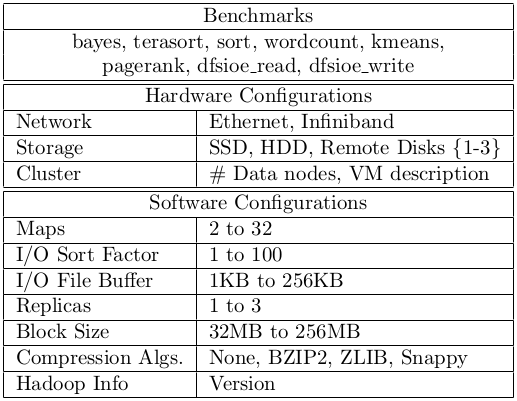 Benchmarks
bayes, terasort, sort, wordcount, kmeans,
pagerank, dfsioe_read, dfsioe_write
Hardware Configurations
Network Ethernet, Infiniband
Storage SSD, HDD, Remote Disks {1-3}
Cluster # Data nodes, VM description
Software Configurations
Maps 2 to 32
I/O Sort Factor 1 to 100
I/O File Buffer 1KB to 256KB
Replicas 1 to 3
Block Size 32MB to 256MB
Compression Algs. None, BZIP2, ZLIB, Snappy
Hadoop Info Version